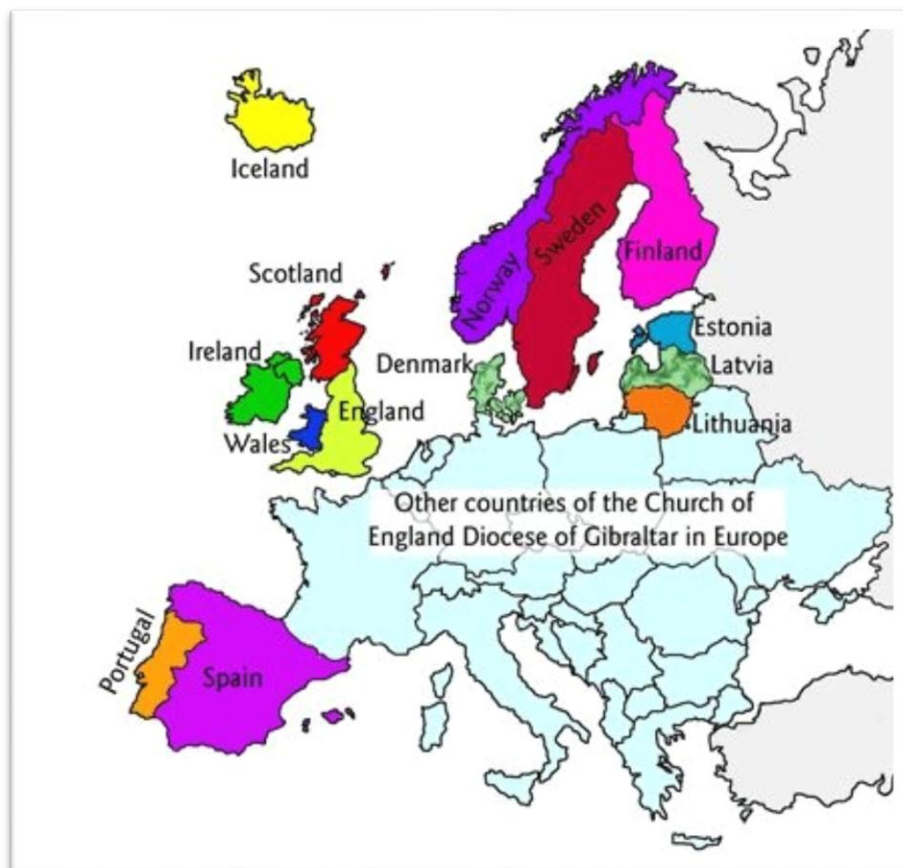 Iceland
Scotland
Norway
Sweden
Finland
Estonia
Ireland
Denmark
Latvia
England
Wales
Lithuania
Other countries of the Church of
England Diocese of Gibraltar in Europe
Portugal
Spain